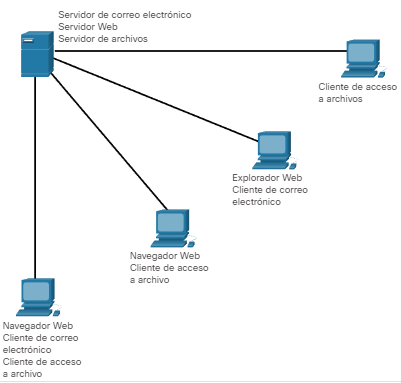 Servidor de correo electrónico
Servidor Web
Servidor de archivos
Cliente de acceso
a archivos
Explorador Web
Cliente de correo
electrónico
Navegador Web
Cliente de acceso
a archivo
Navegador Web
Cliente de correo
electrónico
Cliente de acceso
a archivo